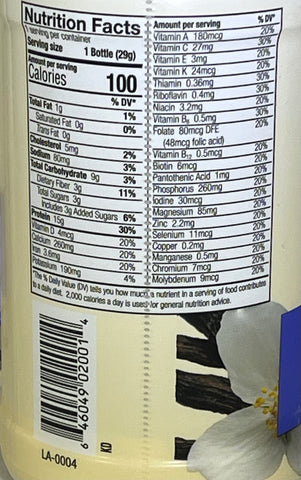 Nutrition Facts
serving per container
Serving size 1 Bottle (29g)
Amount per serving
Calories 100
% DV*
Total Fat 1g 1%
Saturated Fat 0g 0%
Trans Fat 0g
Cholesterol 5mg 2%
Sodium 80mg 3%
Total Carbohydrate 9g 3%
Dietary Fiber 3g 11%
Total Sugars 3g
Includes 3g Added Sugars 6%
Protein 15g 30%
Vitamin D 4mcg 20%
Calcium 260mg 20%
Iron 3.6mg 20%
Potassium 190mg 4%
Amount per serving % DV*
Vitamin A 180mcg 20%
Vitamin C 27mg 30%
Vitamin E 3mg 20%
Vitamin K 24mcg 20%
Thiamin 0.36mg 30%
Riboflavin 0.4mg 30%
Niacin 3.2mg 20%
Vitamin B₆ 0.5mg 30%
Folate 80mcg DFE 20%
(48mcg folic acid)
Vitamin B₁₂ 0.5mcg 20%
Biotin 6mcg 20%
Pantothenic Acid 1mg 20%
Phosphorus 260mg 20%
Iodine 30mcg 20%
Magnesium 85mg 20%
Zinc 2.2mg 20%
Selenium 11mcg 20%
Copper 0.2mg 20%
Manganese 0.5mg 20%
Chromium 7mcg 20%
Molybdenum 9mcg 20%
*The % Daily Value (DV) tells you how much a nutrient in a serving of food contributes
to a daily diet. 2,000 calories a day is used for general nutrition advice.
6 46049 02001 4
KD
LA-0004